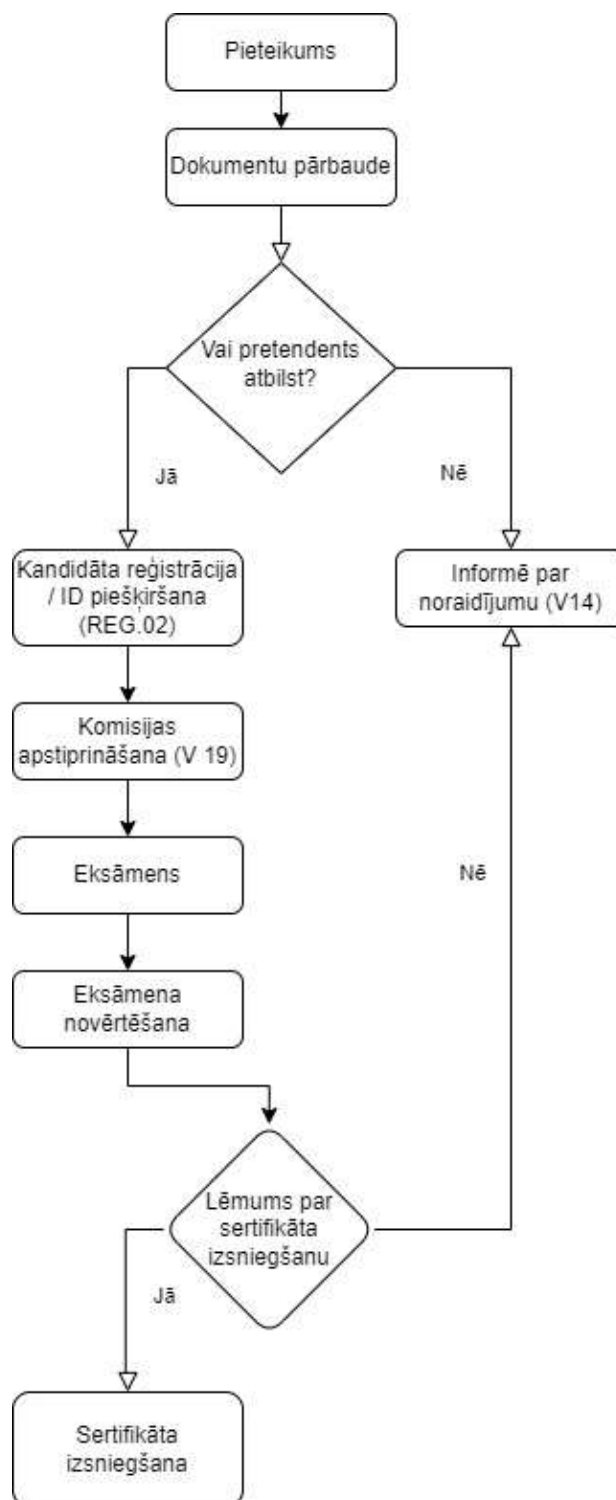 Pieteikums
Dokumentu pārbaude
Vai pretendents
atbilst?
Jā
Nē
Kandidāta reģistrācija
/ ID piešķiršana
(REG.02)
Informē par
noraidījumu (V14)
Komisijas
apstiprināšana (V 19)
Eksāmens
Nē
Eksāmena
novērtēšana
Lēmums par
sertifikāta
izsniegšanu
Jā
Sertifikāta
izsniegšana